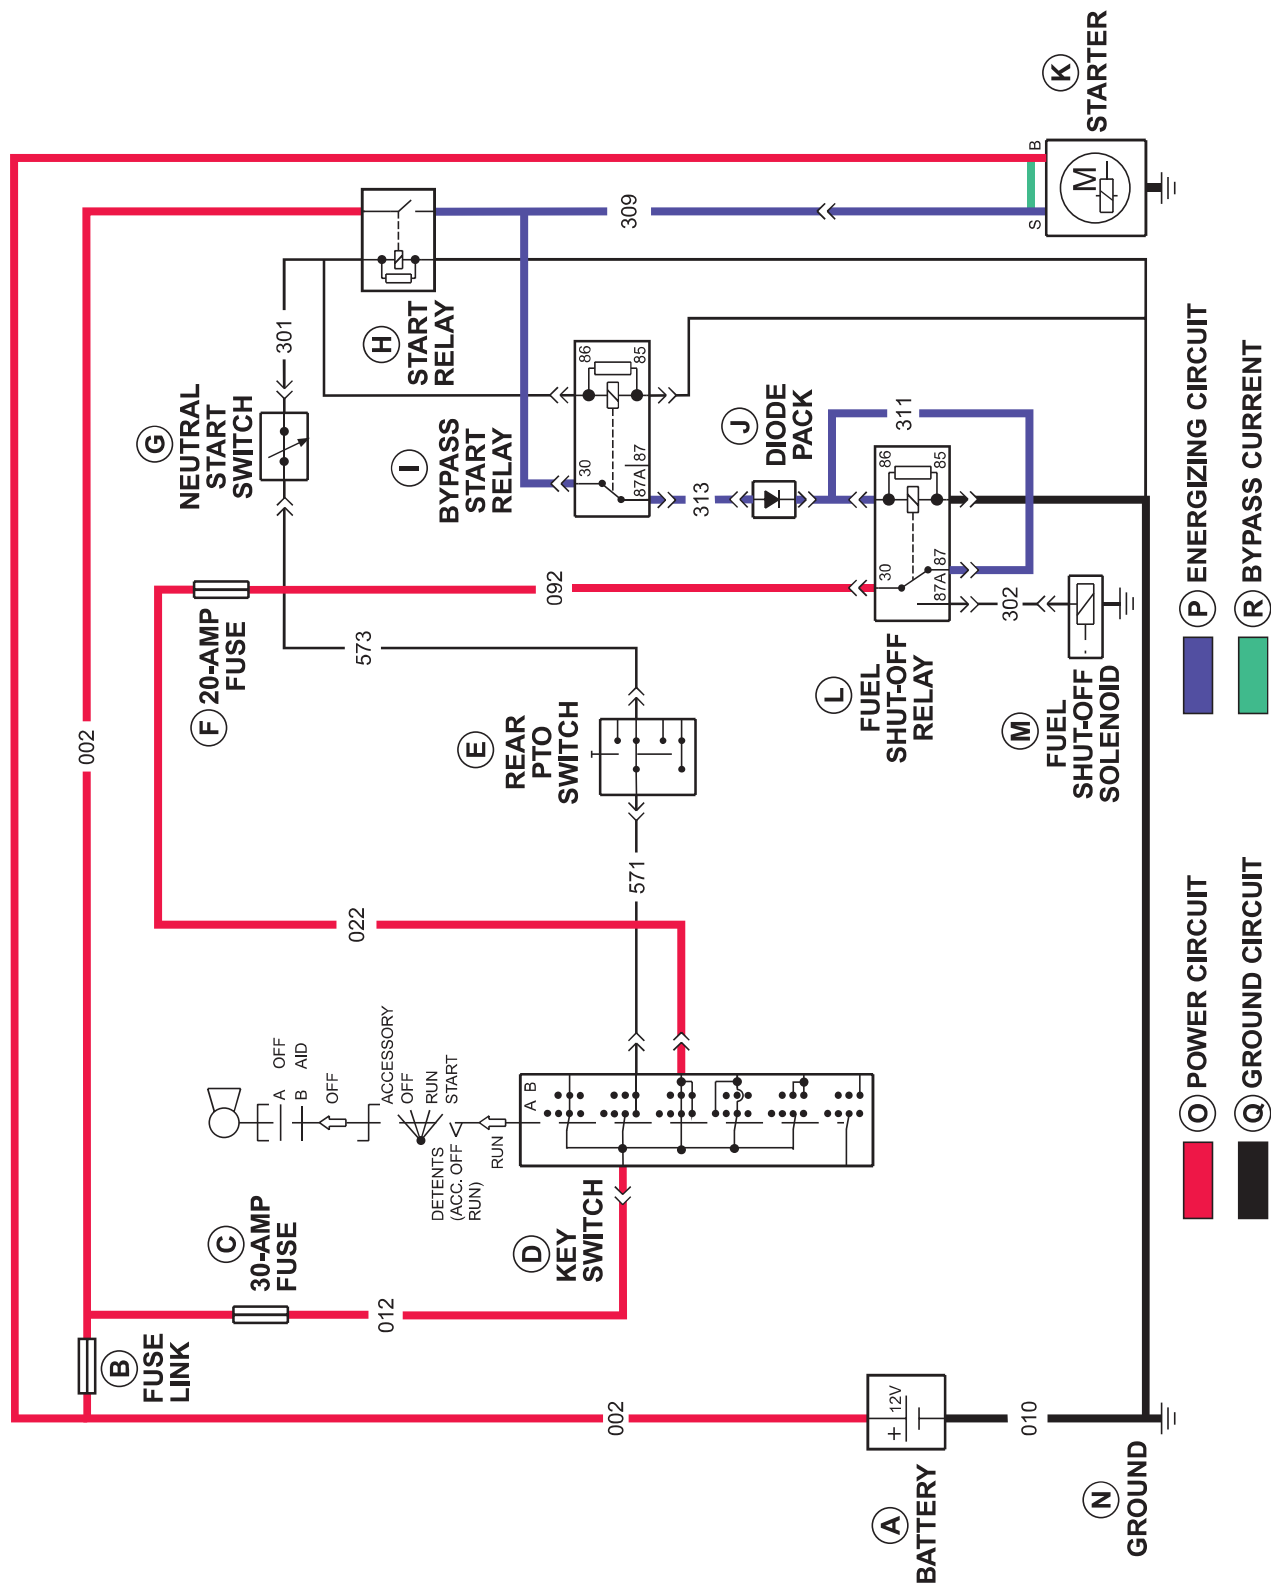 A
BATTERY
+
12V
002
010
N
GROUND
B
FUSE
LINK
C
30-AMP
FUSE
012
D
KEY
SWITCH
OFF
A
AID
B
OFF
ACCESSORY
OFF
RUN
START
DETENTS
(ACC. OFF
RUN)
RUN
A B
022
571
002
F
20-AMP
FUSE
573
092
E
REAR
PTO
SWITCH
G
NEUTRAL
START
SWITCH
301
H
START
RELAY
I
BYPASS
START
RELAY
30
86
85
87A 87
313
J
DIODE
PACK
311
L
FUEL
SHUT-OFF
RELAY
30
86
85
87A 87
302
M
FUEL
SHUT-OFF
SOLENOID
-
309
S
B
M
K
STARTER
O POWER CIRCUIT
P ENERGIZING CIRCUIT
Q GROUND CIRCUIT
R BYPASS CURRENT